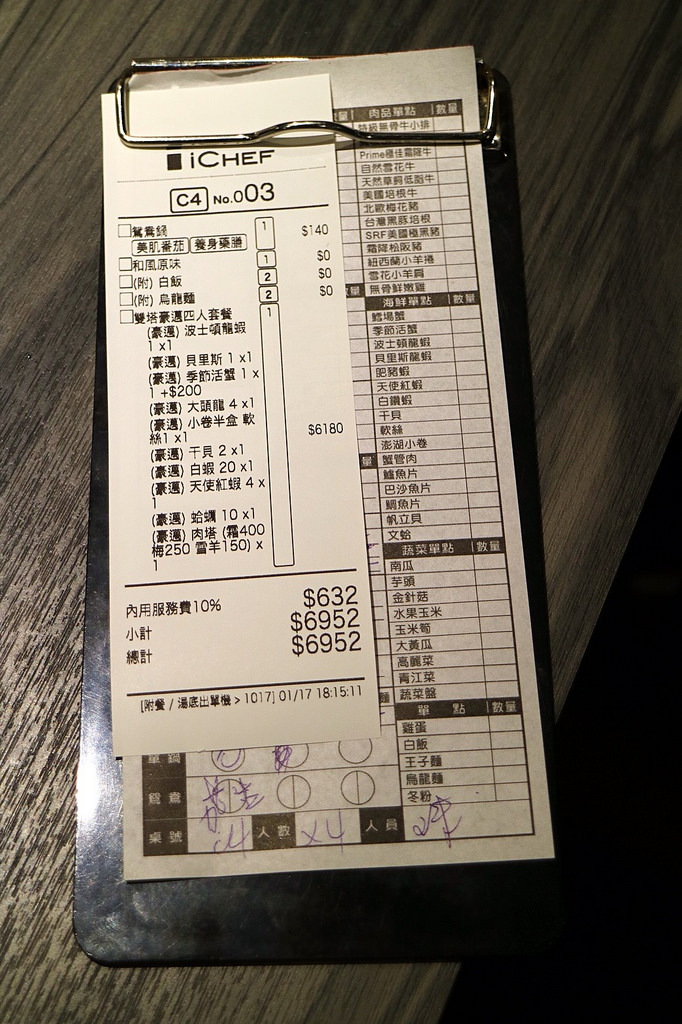 iCHEF
C4 No.003
鴛鴦鍋 1 $140
美肌番茄 養身藥膳
和風原味 1 $0
(附) 白飯 2 $0
(附) 烏龍麵 2 $0
雙塔豪邁四人套餐 1 $6180
(豪邁) 波士頓龍蝦
1 x1
(豪邁) 貝里斯 1 x1
(豪邁) 季節活蟹 1 x
1 +$200
(豪邁) 大頭龍 4 x1
(豪邁) 小卷半盒 軟
絲1 x1
(豪邁) 干貝 2 x1
(豪邁) 白蝦 20 x1
(豪邁) 天使紅蝦 4 x
1
(豪邁) 蛤蠣 10 x1
(豪邁) 肉塔 (霜400
梅250 雪羊150) x
1
內用服務費10% $632
小計 $6952
總計 $6952
[附餐 / 湯底出單機 > 1017] 01/17 18:15:11
量 肉品單點 數量
特級無骨牛小排
Prime極佳霜降牛
自然雪花牛
天然草飼低脂牛
美國培根牛
北歐梅花豬
台灣黑豚培根
SRF美國極黑豬
霜降松阪豬
紐西蘭小羊捲
雪花小羊肩
無骨鮮嫩雞
量 海鮮單點 數量
鱈場蟹
季節活蟹
波士頓龍蝦
貝里斯龍蝦
肥豬蝦
天使紅蝦
白鑽蝦
干貝
軟絲
澎湖小卷
量 蟹管肉
鱸魚片
巴沙魚片
鯛魚片
帆立貝
文蛤
蔬菜單點 數量
南瓜
芋頭
金針菇
水果玉米
玉米筍
大黃瓜
高麗菜
青江菜
蔬菜盤
麵 單點 數量
雞蛋
白飯
王子麵
烏龍麵
冬粉
單鍋
鴛鴦
桌號 C4 人數 x4 人員